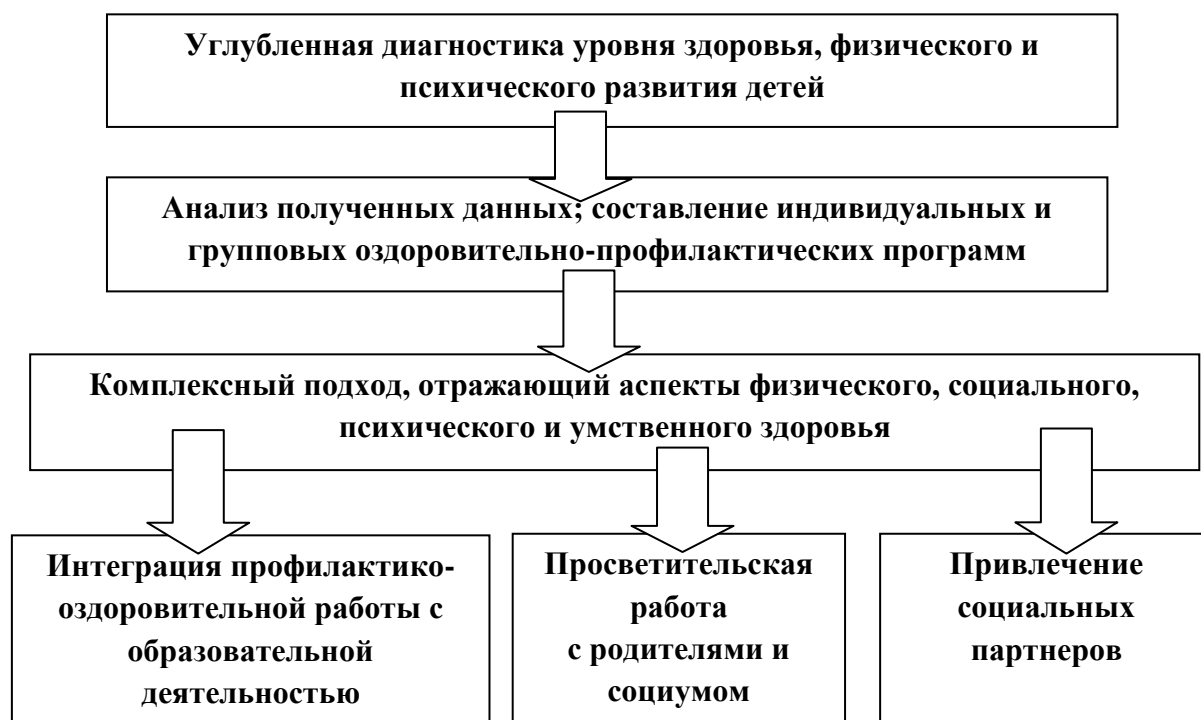 Углубленная диагностика уровня здоровья, физического и
психического развития детей
Анализ полученных данных; составление индивидуальных и
групповых оздоровительно-профилактических программ
Комплексный подход, отражающий аспекты физического, социального,
психического и умственного здоровья
Интеграция профилактико-
оздоровительной работы с
образовательной
деятельностью
Просветительская
работа
с родителями и
социумом
Привлечение
социальных
партнеров